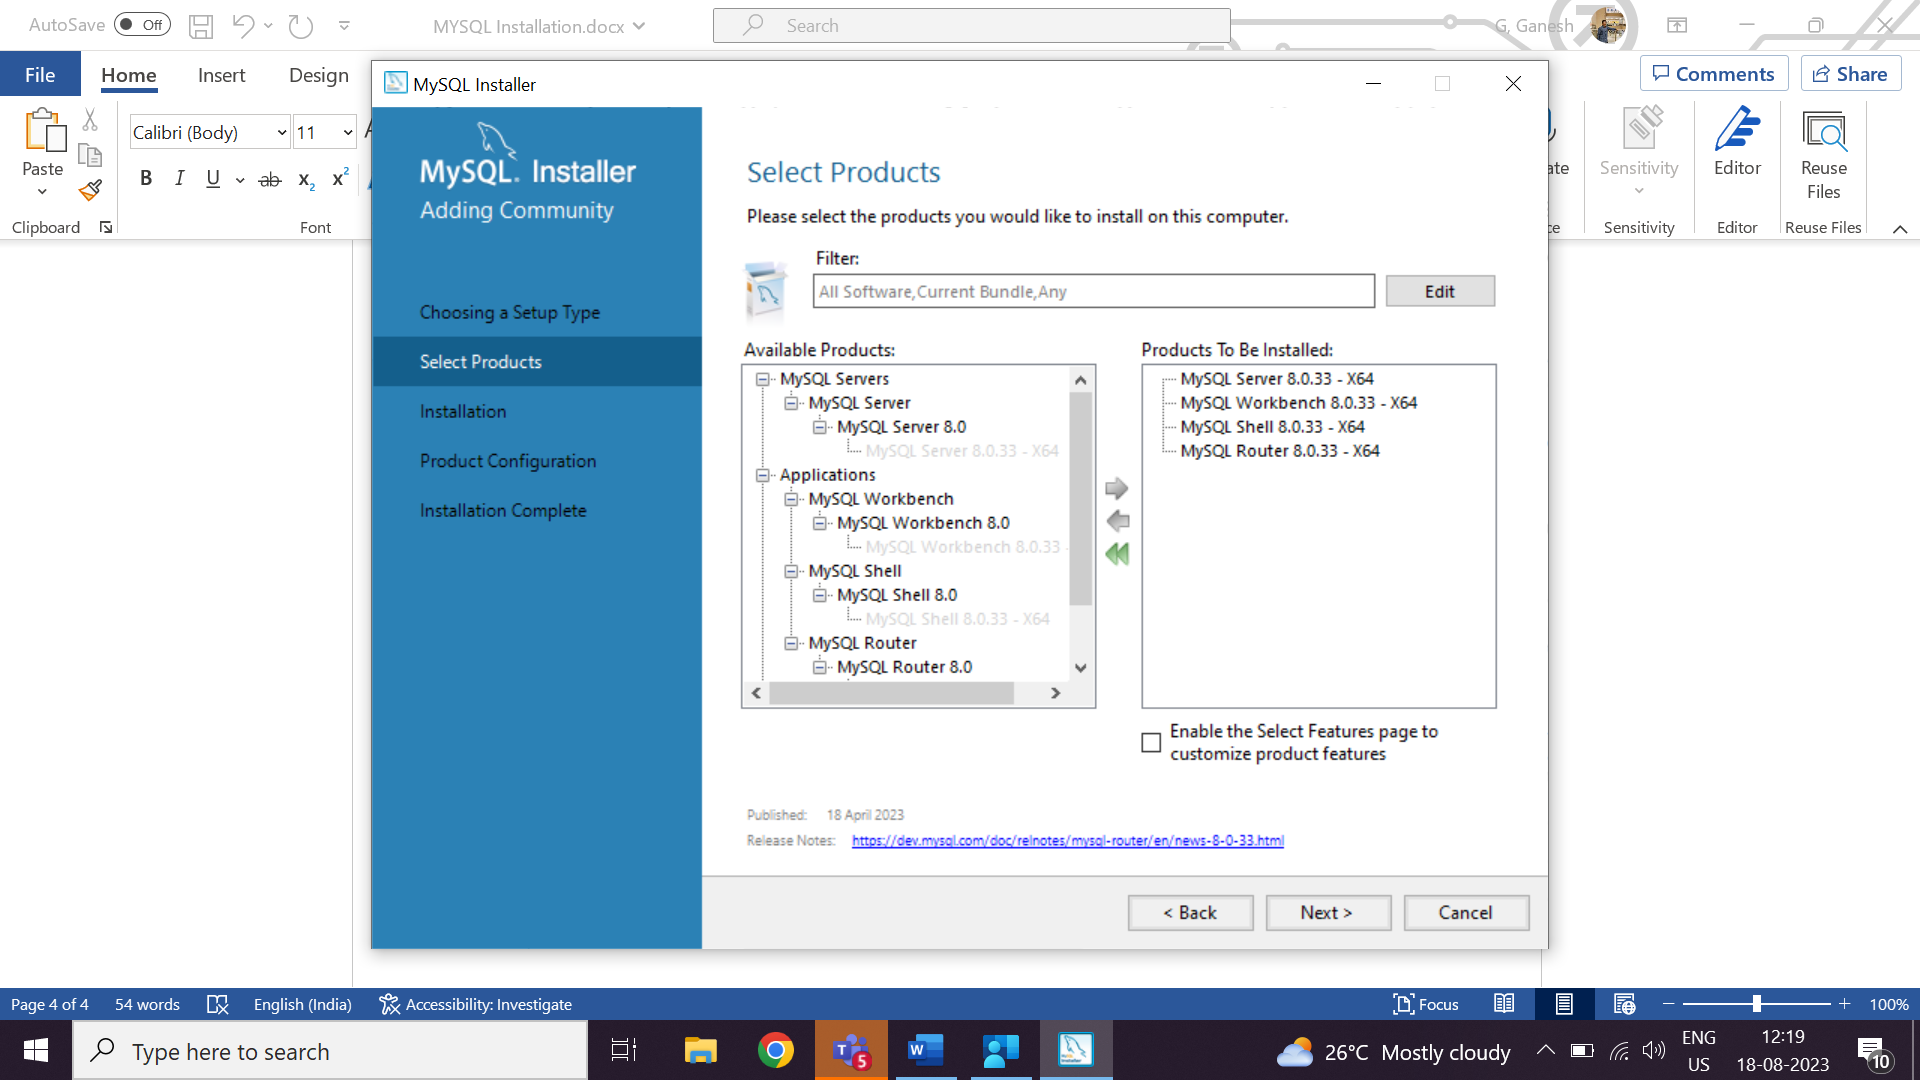 AutoSave Off MYSQL Installation.docx Search G, Ganesh
File Home Insert Design Comments Share
MySQL Installer
Calibri (Body) 11
Paste
B I U ab x2 x2
Clipboard Font
ate Sensitivity Editor Reuse Files
ce Sensitivity Editor Reuse Files
MySQL. Installer
Adding Community
Choosing a Setup Type
Select Products
Installation
Product Configuration
Installation Complete
Select Products
Please select the products you would like to install on this computer.
Filter:
All Software,Current Bundle,Any Edit
Available Products:
MySQL Servers
MySQL Server
MySQL Server 8.0
MySQL Server 8.0.33 - X64
Applications
MySQL Workbench
MySQL Workbench 8.0
MySQL Workbench 8.0.33 -
MySQL Shell
MySQL Shell 8.0
MySQL Shell 8.0.33 - X64
MySQL Router
MySQL Router 8.0
Products To Be Installed:
MySQL Server 8.0.33 - X64
MySQL Workbench 8.0.33 - X64
MySQL Shell 8.0.33 - X64
MySQL Router 8.0.33 - X64
Enable the Select Features page to
customize product features
Published: 18 April 2023
Release Notes: https://dev.mysql.com/doc/relnotes/mysql-router/en/news-8-0-33.html
< Back Next > Cancel
Page 4 of 4 54 words English (India) Accessibility: Investigate Focus 100%
Type here to search 5 26°C Mostly cloudy ENG 12:19
US 18-08-2023 10